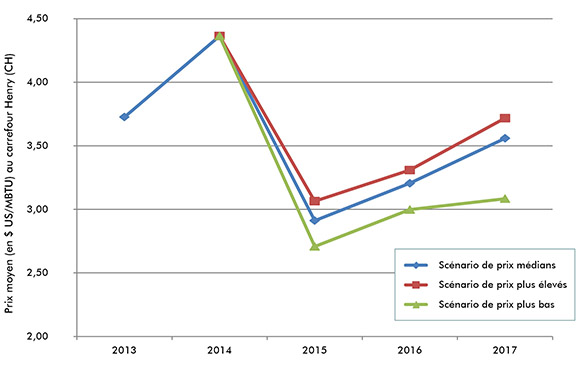 Prix moyen (en $ US/MBTU) au carrefour Henry (CH)
4,50
4,00
3,50
3,00
2,50
2,00
2013
2014
2015
2016
2017
Scénario de prix médians
Scénario de prix plus élevés
Scénario de prix plus bas